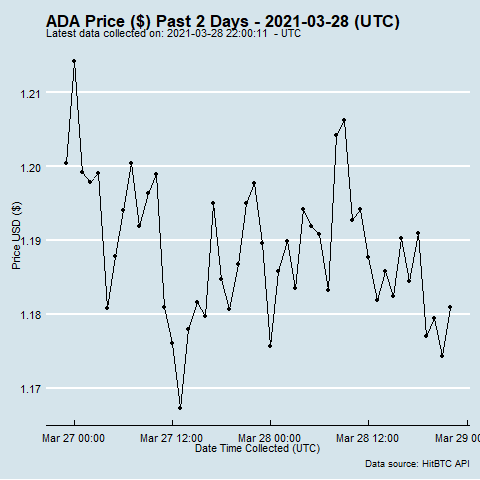 ADA Price ($) Past 2 Days - 2021-03-28 (UTC)
Latest data collected on: 2021-03-28 22:00:11 - UTC
1.21
1.20
1.19
1.18
1.17
Price USD ($)
Mar 27 00:00 Mar 27 12:00 Mar 28 00:00 Mar 28 12:00 Mar 29 0
Date Time Collected (UTC)
Data source: HitBTC API